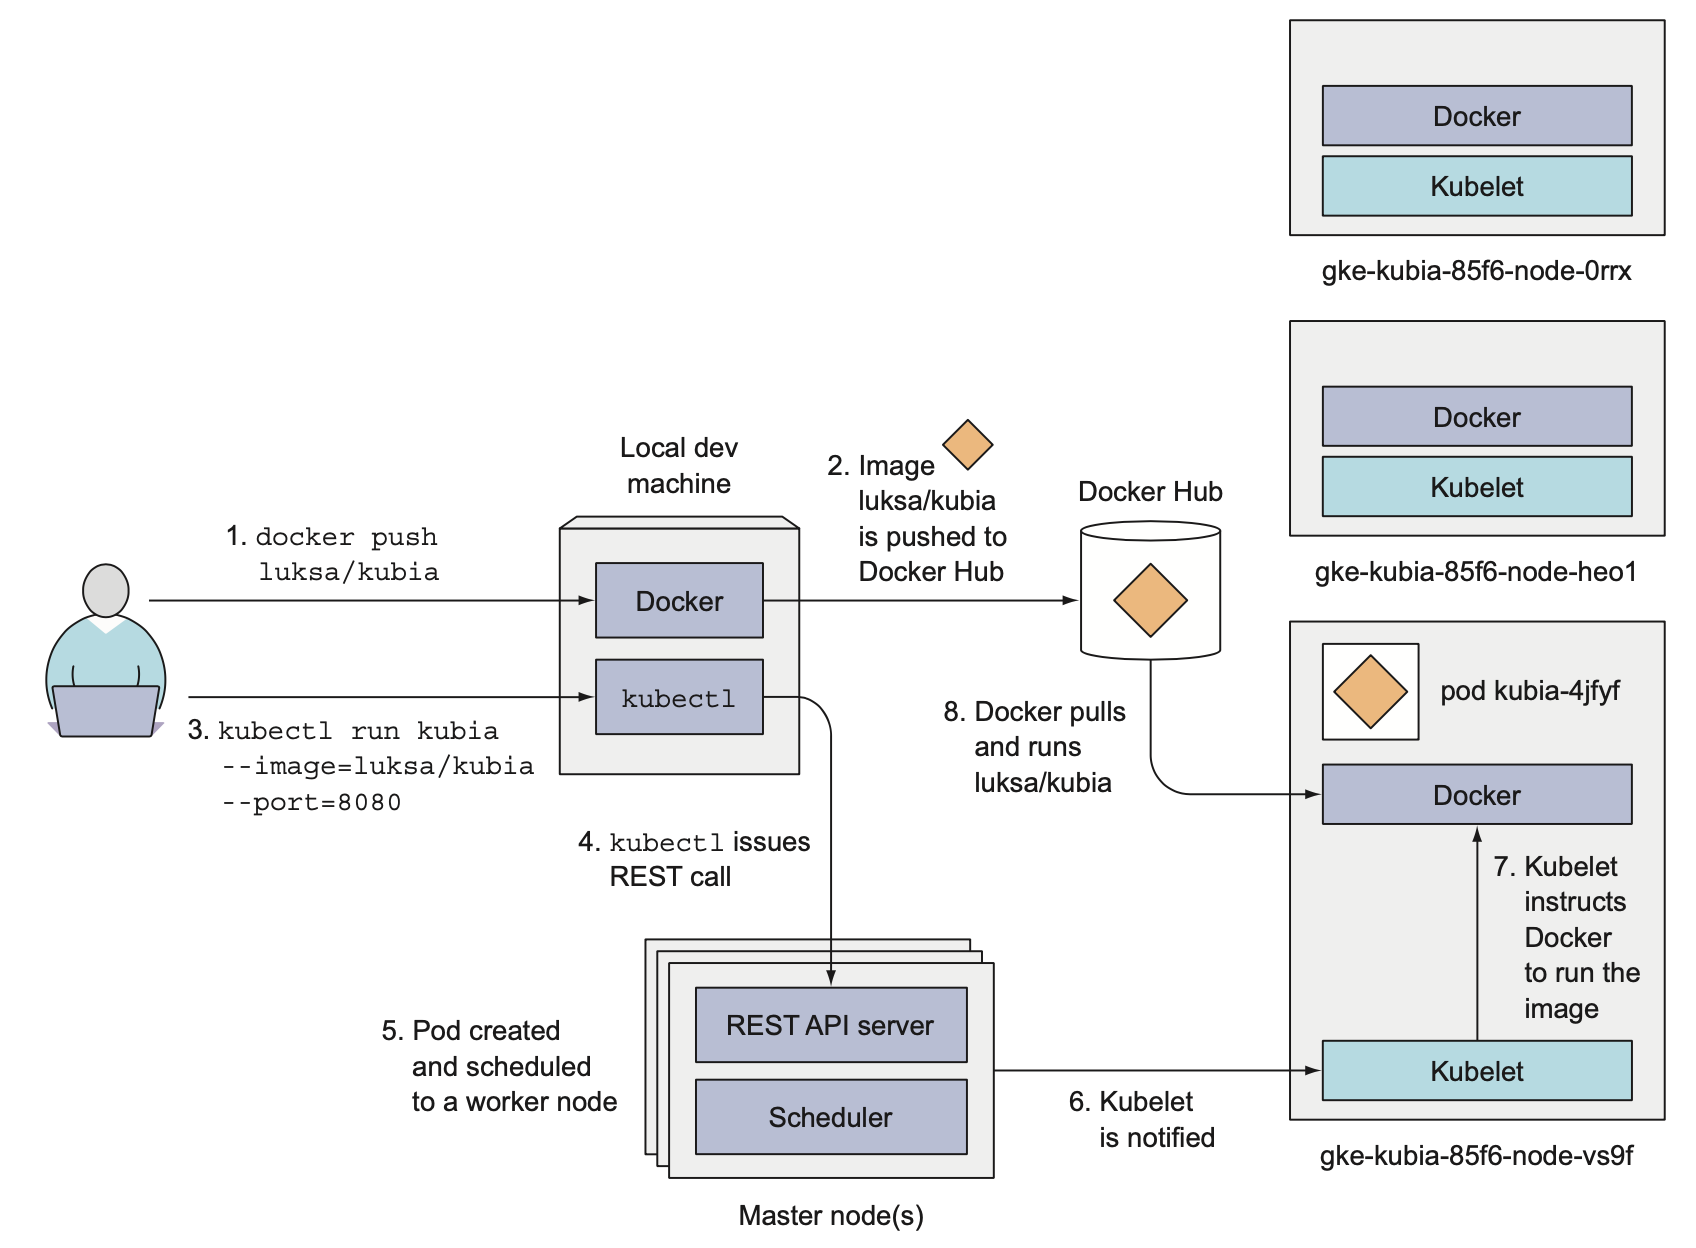 Docker
Kubelet
gke-kubia-85f6-node-0rrx
Docker
Kubelet
gke-kubia-85f6-node-heo1
Local dev
machine
1. docker push
luksa/kubia
Docker
kubectl
2. Image
luksa/kubia
is pushed to
Docker Hub
Docker Hub
3. kubectl run kubia
--image=luksa/kubia
--port=8080
4. kubectl issues
REST call
5. Pod created
and scheduled
to a worker node
REST API server
Scheduler
Master node(s)
6. Kubelet
is notified
8. Docker pulls
and runs
luksa/kubia
pod kubia-4jfyf
Docker
7. Kubelet
instructs
Docker
to run the
image
Kubelet
gke-kubia-85f6-node-vs9f